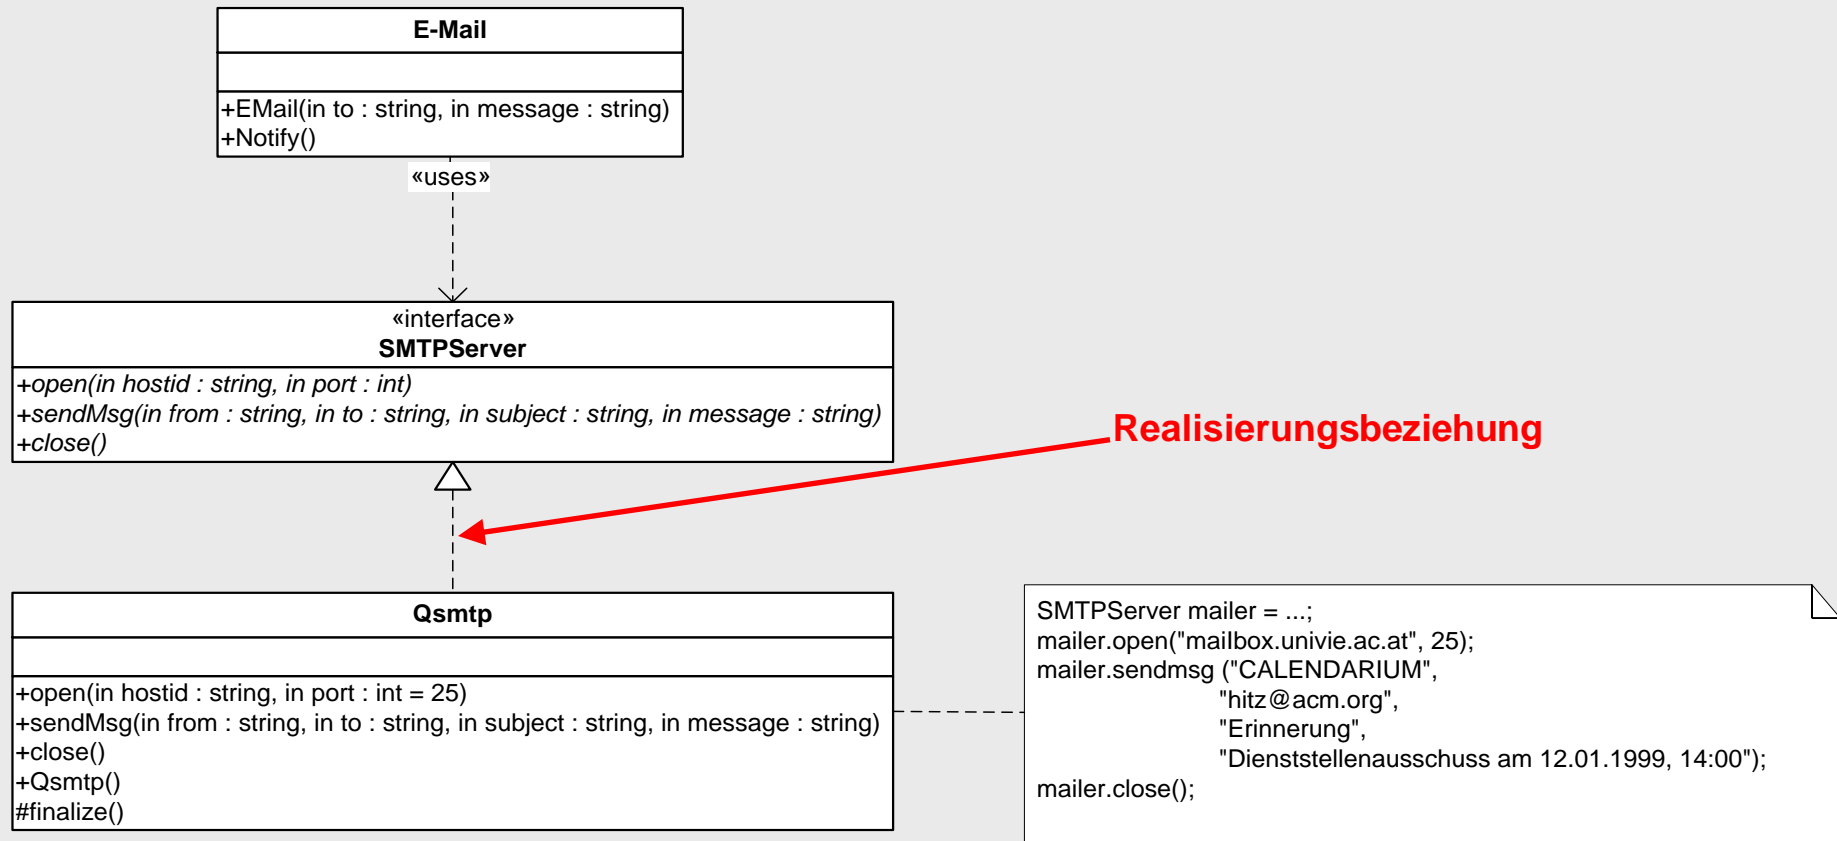 E-Mail
+EMail(in to : string, in message : string)
+Notify()
«uses»
«interface»
SMTPServer
+open(in hostid : string, in port : int)
+sendMsg(in from : string, in to : string, in subject : string, in message : string)
+close()
Realisierungsbeziehung
Qsmtp
+open(in hostid : string, in port : int = 25)
+sendMsg(in from : string, in to : string, in subject : string, in message : string)
+close()
+Qsmtp()
#finalize()
SMTPServer mailer = ...;
mailer.open("mailbox.univie.ac.at", 25);
mailer.sendmsg ("CALENDARIUM",
"hitz@acm.org",
"Erinnerung",
"Dienststellenausschuss am 12.01.1999, 14:00");
mailer.close();